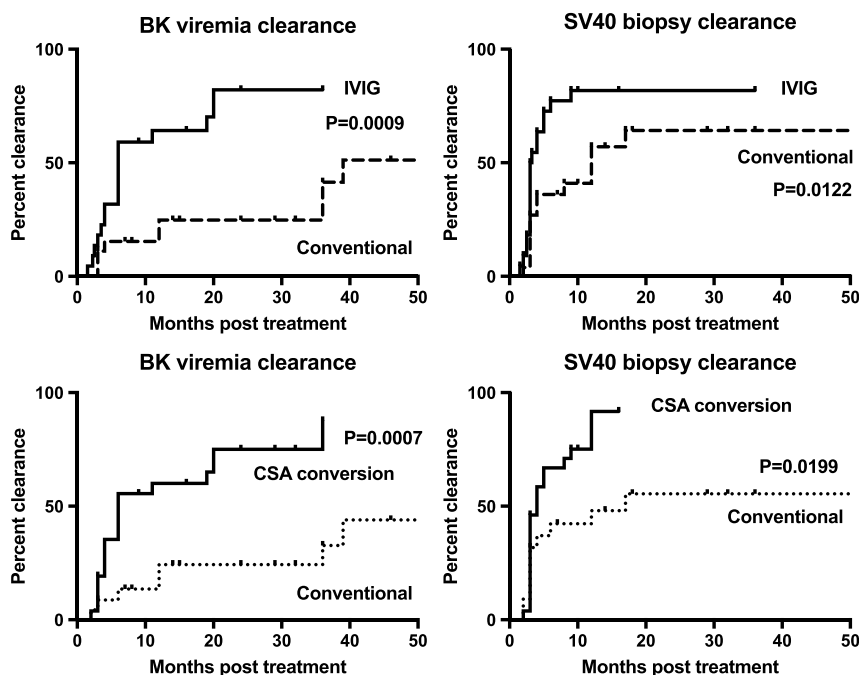 BK viremia clearance
100
50
0
Percent clearance
IVIG
P=0.0009
Conventional
0 10 20 30 40 50
Months post treatment
SV40 biopsy clearance
100
50
0
Percent clearance
IVIG
Conventional
P=0.0122
0 10 20 30 40 50
Months post treatment
BK viremia clearance
100
50
0
Percent clearance
P=0.0007
CSA conversion
Conventional
0 10 20 30 40 50
Months post treatment
SV40 biopsy clearance
100
50
0
Percent clearance
CSA conversion
P=0.0199
Conventional
0 10 20 30 40 50
Months post treatment